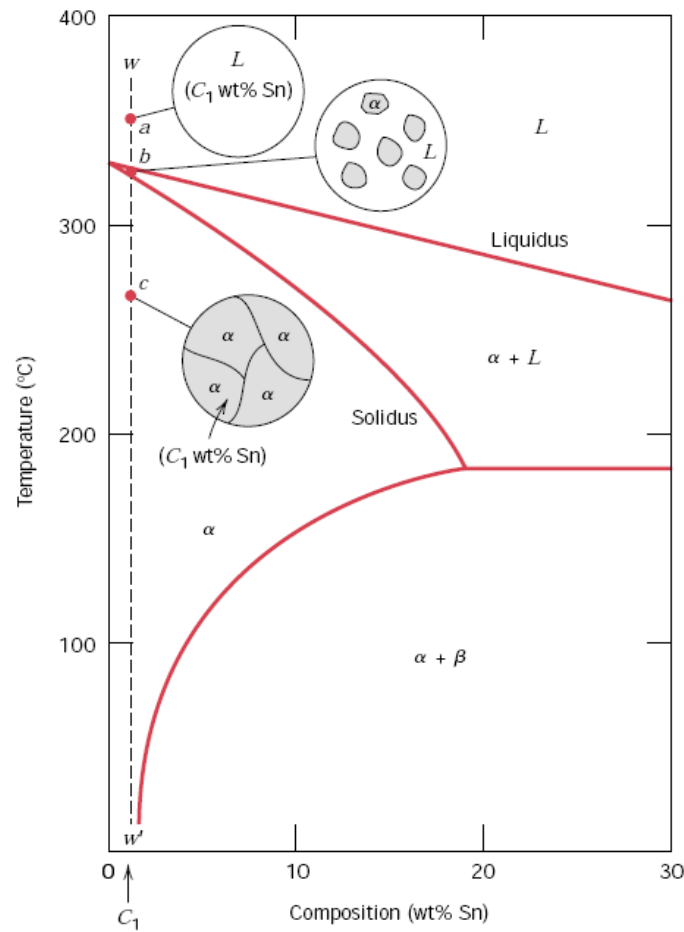 400
w
L
(C₁ wt% Sn)
a
α
L
L
b
300
Liquidus
c
α
α
α + L
α
α
Solidus
(C₁ wt% Sn)
200
Temperature (°C)
α
100
α + β
w'
0
10
20
30
C₁
Composition (wt% Sn)